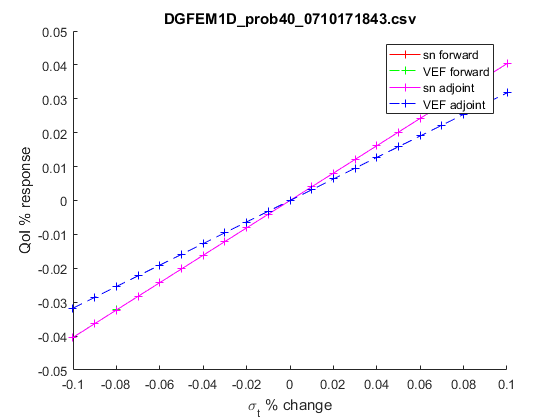 DGFEM1D_prob40_0710171843.csv
0.05
0.04
0.03
0.02
0.01
0
-0.01
-0.02
-0.03
-0.04
-0.05
QoI % response
sn forward
VEF forward
sn adjoint
VEF adjoint
-0.1 -0.08 -0.06 -0.04 -0.02 0 0.02 0.04 0.06 0.08 0.1
σt % change